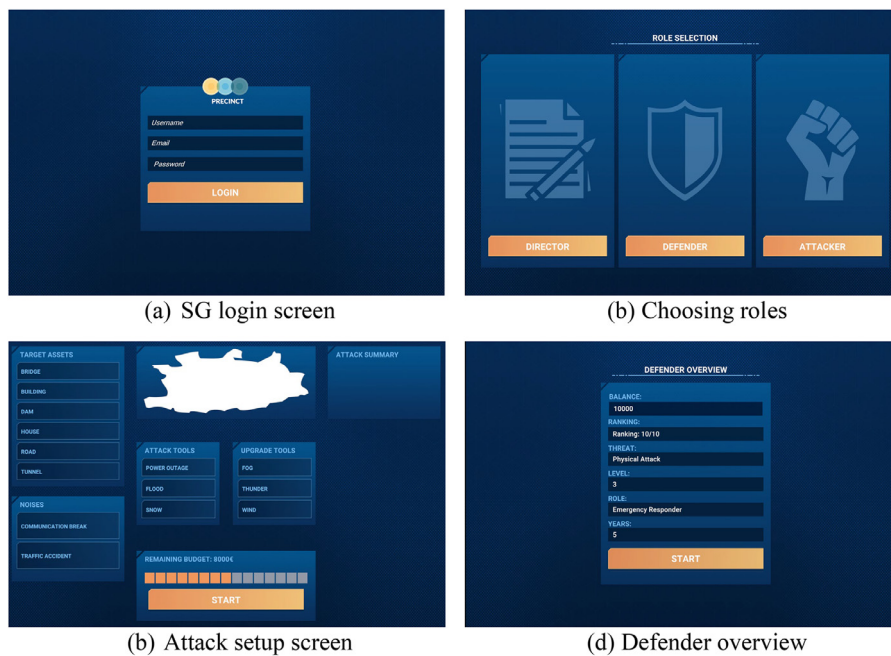 PRECINCT
Username
Email
Password
LOGIN
(a) SG login screen
ROLE SELECTION
DIRECTOR
DEFENDER
ATTACKER
(b) Choosing roles
TARGET ASSETS
BRIDGE
BUILDING
DAM
HOUSE
ROAD
TUNNEL
NOISES
COMMUNICATION BREAK
TRAFFIC ACCIDENT
ATTACK TOOLS
POWER OUTAGE
FLOOD
SNOW
UPGRADE TOOLS
FOG
THUNDER
WIND
ATTACK SUMMARY
REMAINING BUDGET: 8000€
START
(b) Attack setup screen
DEFENDER OVERVIEW
BALANCE:
10000
RANKING:
Ranking: 10/10
THREAT:
Physical Attack
LEVEL:
3
ROLE:
Emergency Responder
YEARS:
5
START
(d) Defender overview